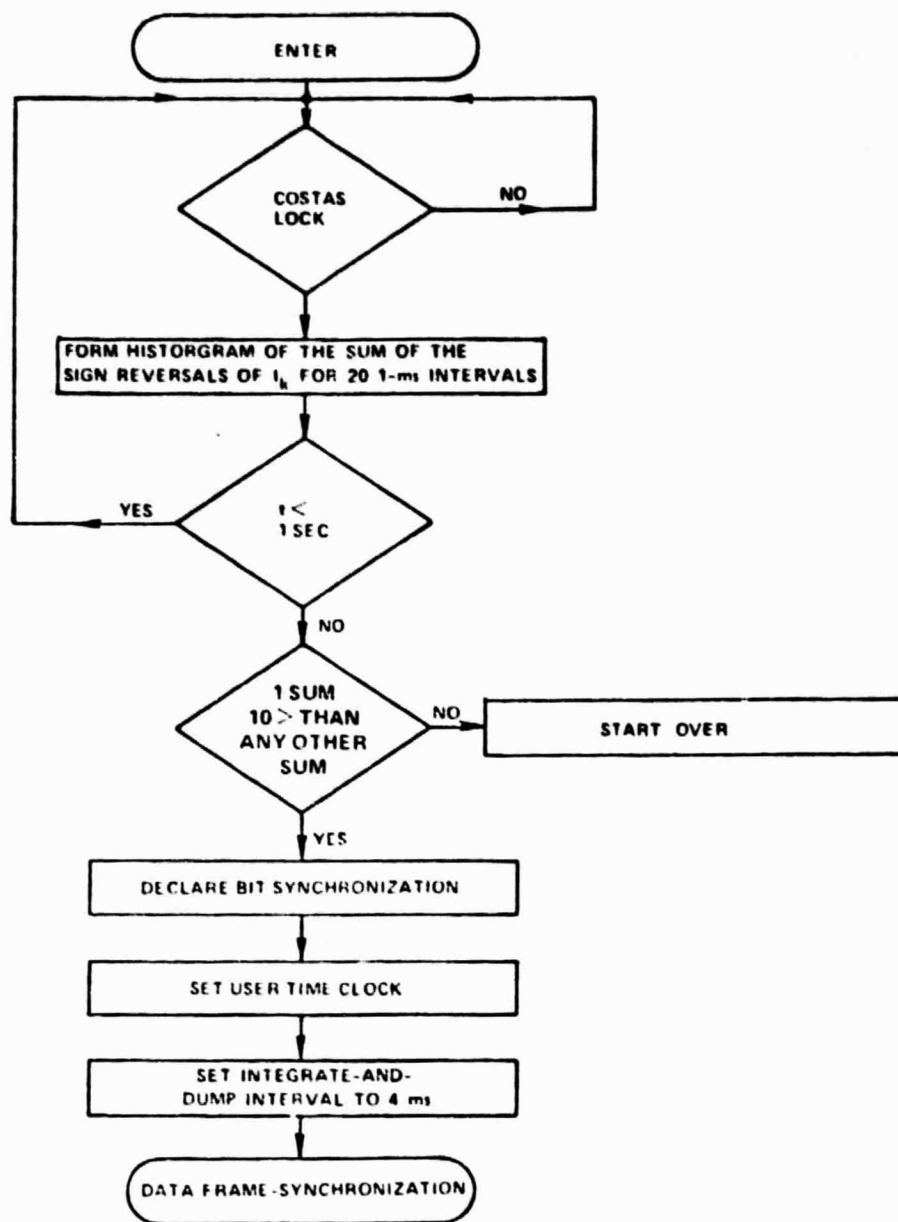 ENTER
COSTAS
LOCK
NO
FORM HISTORGRAM OF THE SUM OF THE
SIGN REVERSALS OF I_k FOR 20 1-ms INTERVALS
YES
t <
1 SEC
NO
1 SUM
10 > THAN
ANY OTHER
SUM
NO
START OVER
YES
DECLARE BIT SYNCHRONIZATION
SET USER TIME CLOCK
SET INTEGRATE-AND-
DUMP INTERVAL TO 4 ms
DATA FRAME-SYNCHRONIZATION